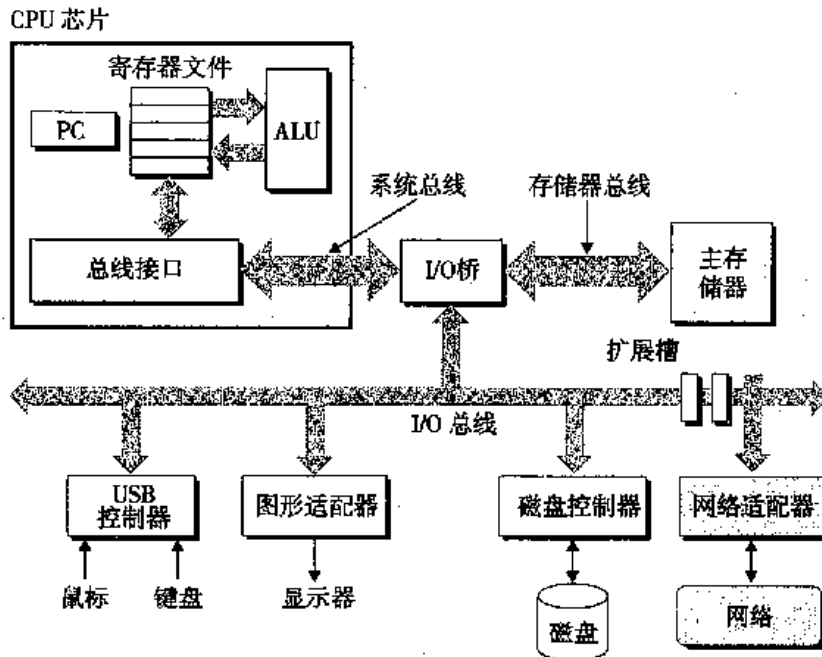 CPU 芯片
寄存器文件
PC
ALU
系统总线
存储器总线
总线接口
I/O桥
主存
储器
扩展槽
I/O 总线
USB
控制器
图形适配器
磁盘控制器
网络适配器
鼠标
键盘
显示器
磁盘
网络